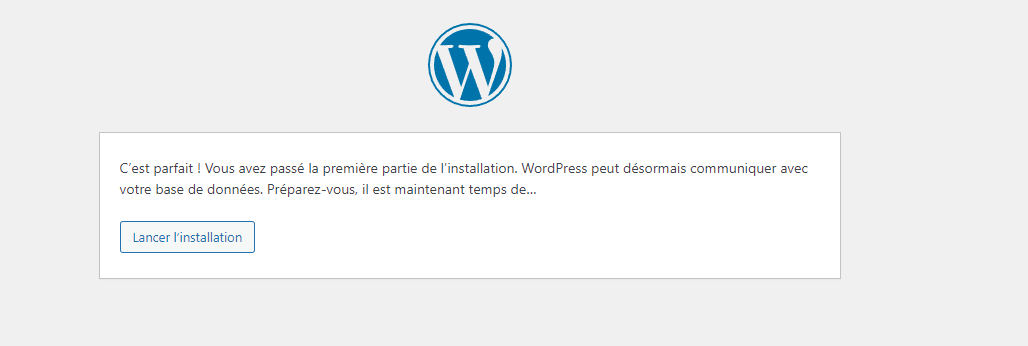 C'est parfait ! Vous avez passé la première partie de l'installation. WordPress peut désormais communiquer avec
votre base de données. Préparez-vous, il est maintenant temps de…
Lancer l'installation